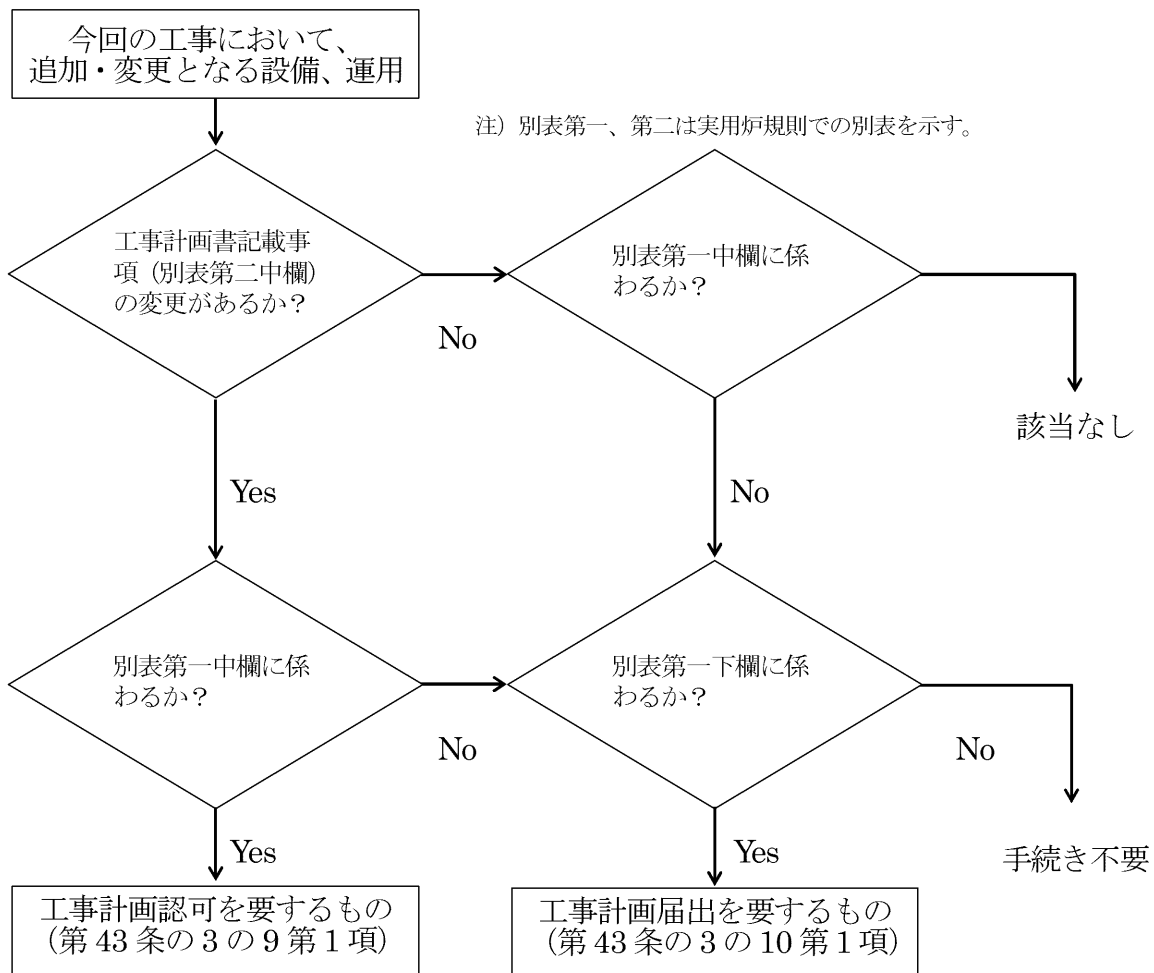 今回の工事において、
追加・変更となる設備、運用
注）別表第一、第二は実用炉規則での別表を示す。
工事計画書記載事
項（別表第二中欄）
の変更があるか？
別表第一中欄に係
わるか？
No
該当なし
Yes
No
別表第一中欄に係
わるか？
別表第一下欄に係
わるか？
No
No
Yes
Yes
手続き不要
工事計画認可を要するもの
（第 43 条の 3 の 9 第 1 項）
工事計画届出を要するもの
（第 43 条の 3 の 10 第 1 項）